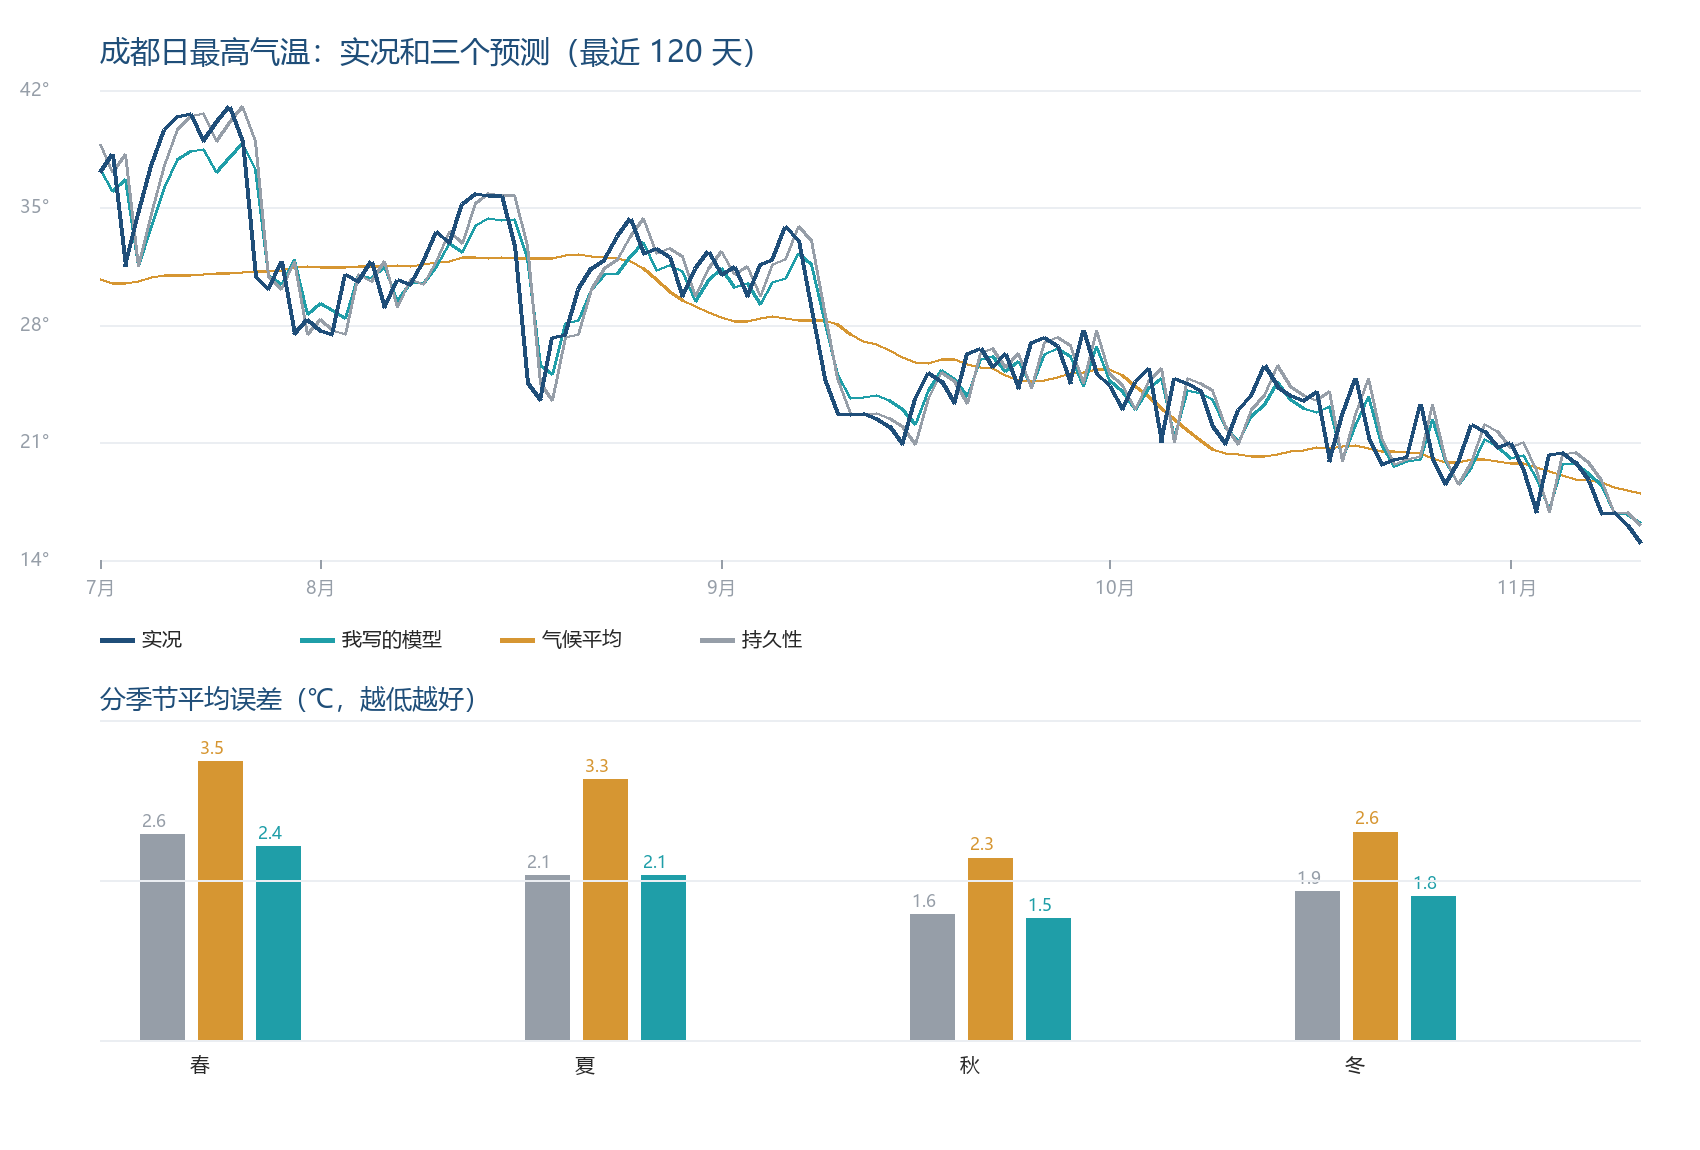 成都日最高气温：实况和三个预测（最近 120 天）
42°
35°
28°
21°
14°
7月 8月 9月 10月 11月
实况 我写的模型 气候平均 持久性
分季节平均误差（℃，越低越好）
2.6 3.5 2.4 2.1 3.3 2.1 1.6 2.3 1.5 1.9 2.6 1.8
春 夏 秋 冬